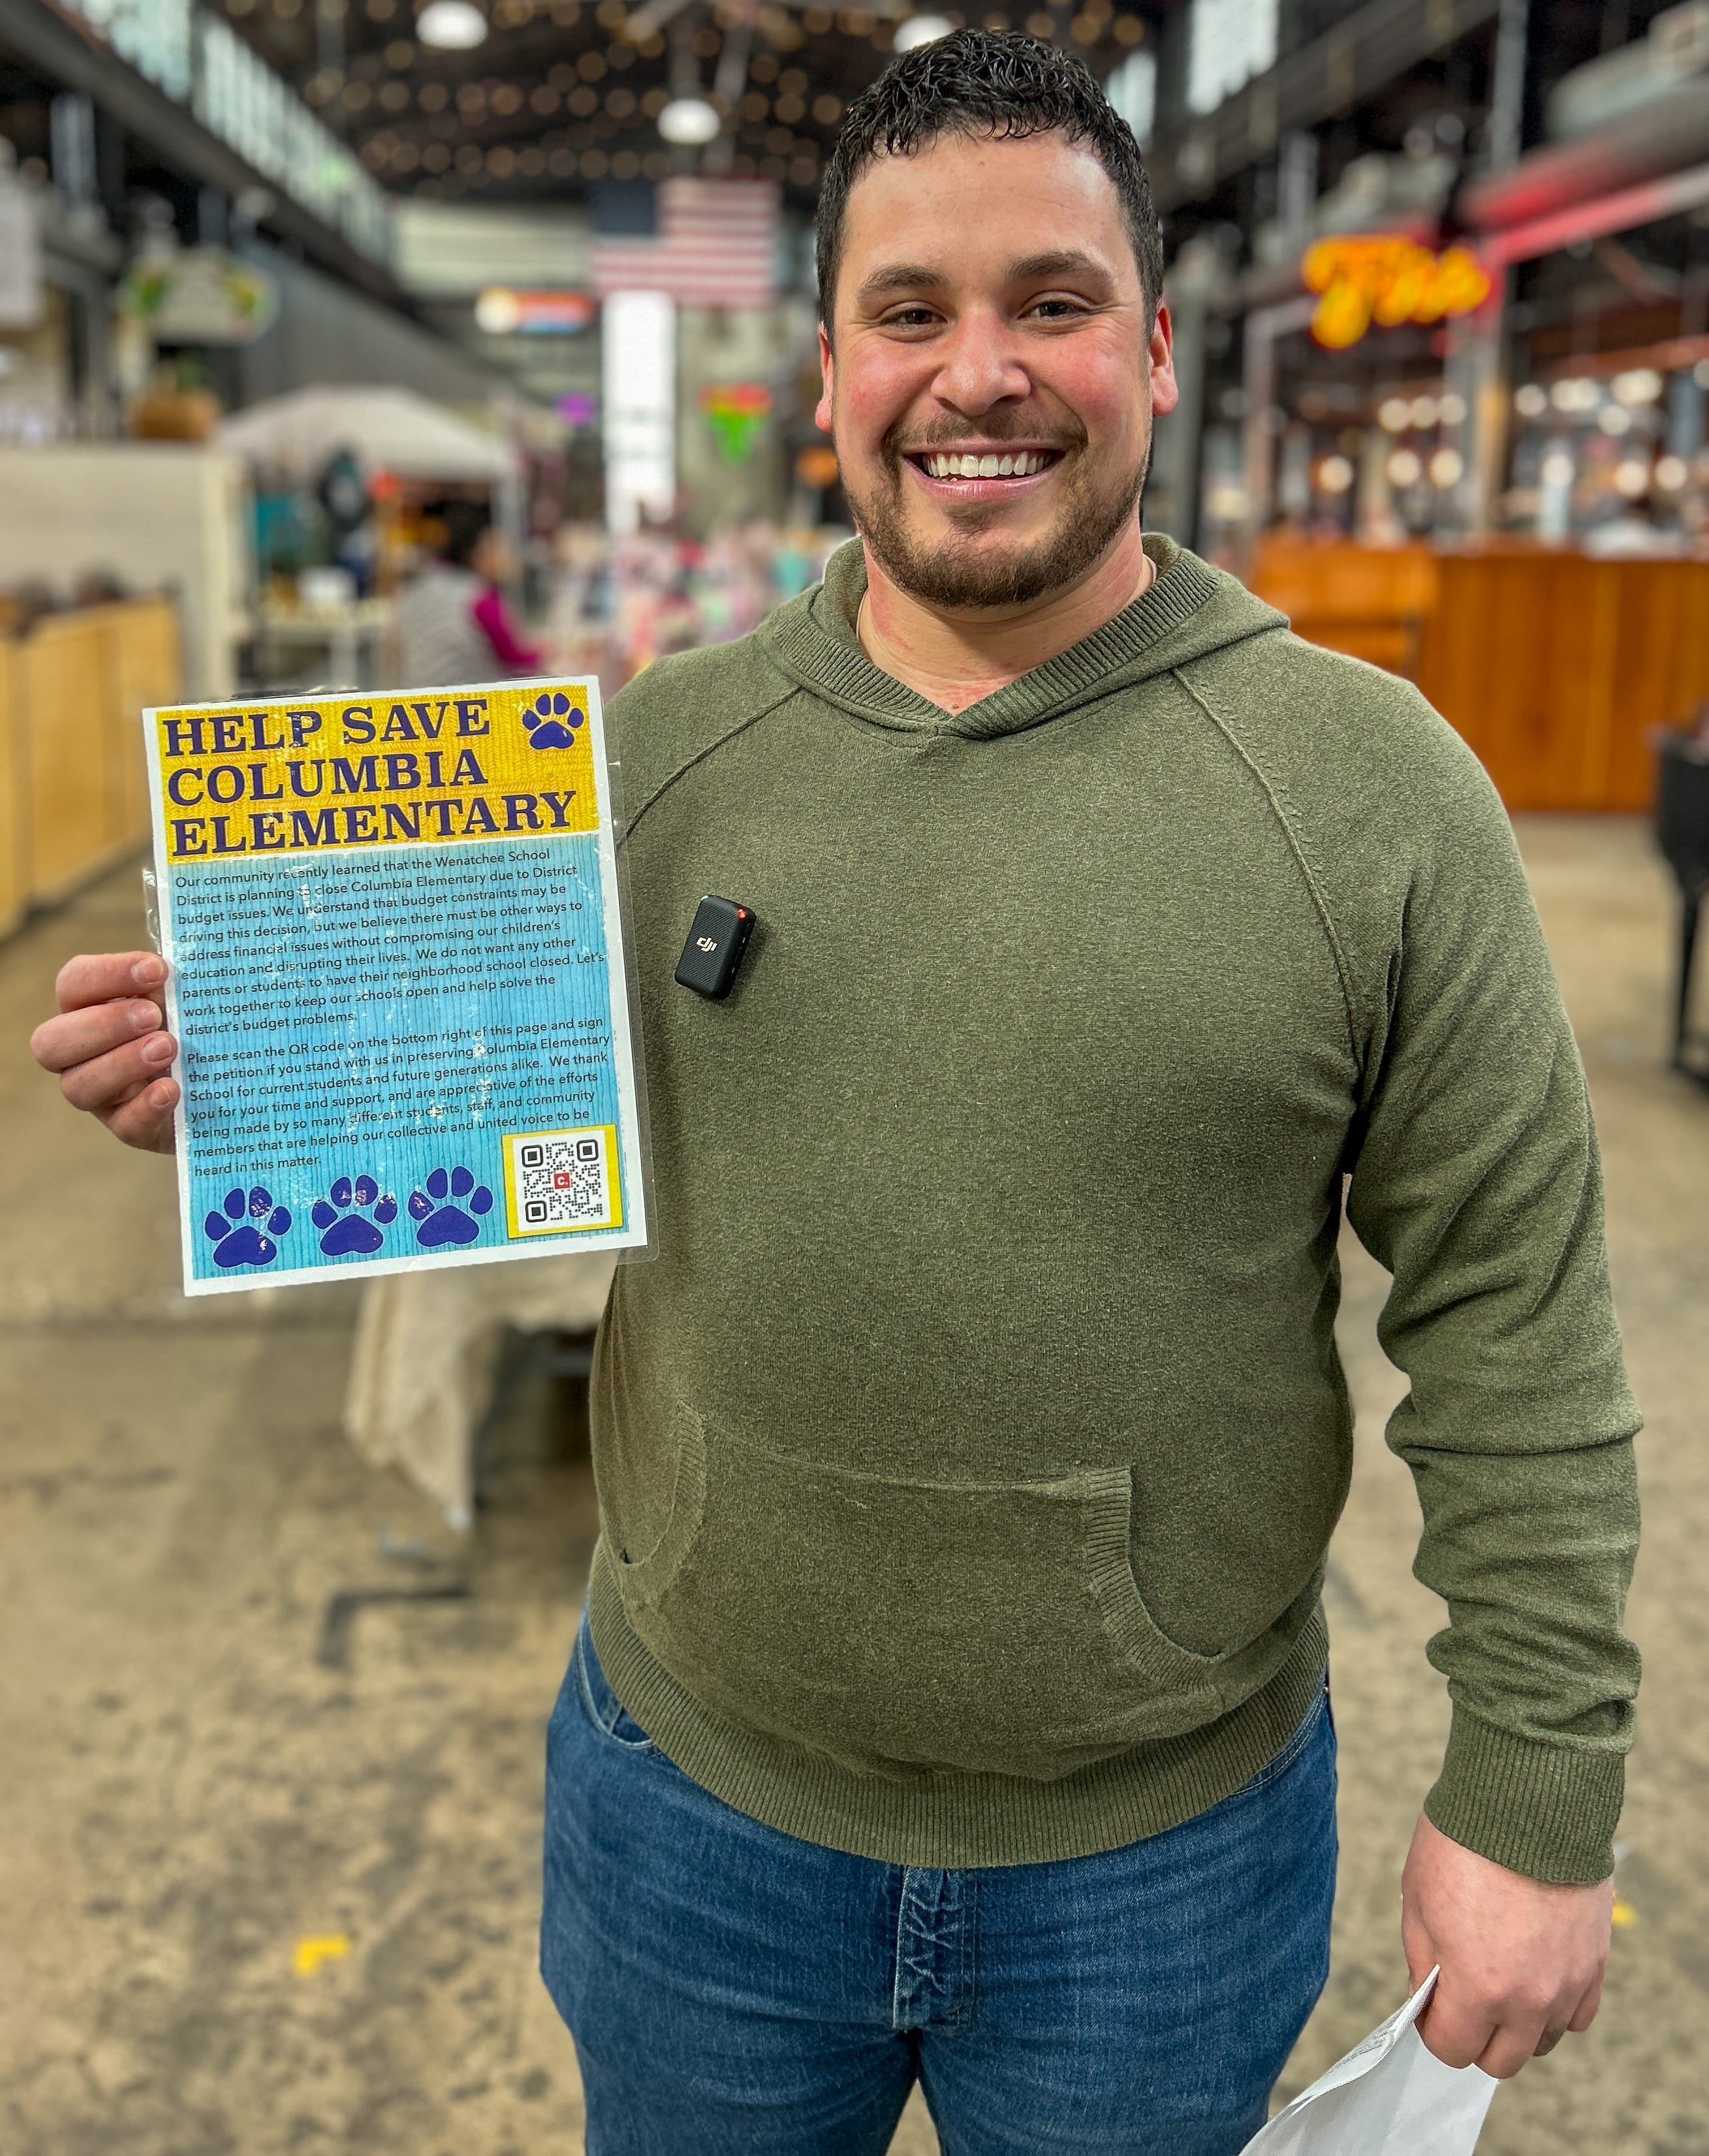 HELP SAVE
COLUMBIA
ELEMENTARY
Our community recently learned that the Wenatchee School
District is planning to close Columbia Elementary due to District
budget issues. We understand that budget constraints may be
driving this decision, but we believe there must be other ways to
address financial issues without compromising our children's
education and disrupting their lives. We do not want any other
parents or students to have their neighborhood school closed. Let's
work together to keep our schools open and help solve the
district's budget problems.
Please scan the QR code on the bottom right of this page and sign
the petition if you stand with us in preserving Columbia Elementary
School for current students and future generations alike. We thank
you for your time and support, and are appreciative of the efforts
being made by so many different students, staff, and community
members that are helping our collective and united voice to be
heard in this matter.
c.
dji